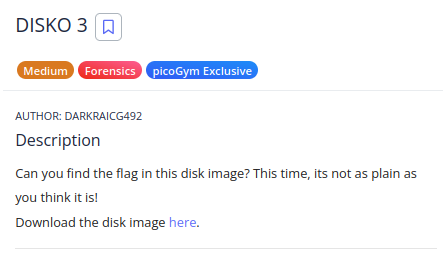 DISKO 3
Medium Forensics picoGym Exclusive
AUTHOR: DARKRAICG492
Description
Can you find the flag in this disk image? This time, its not as plain as
you think it is!
Download the disk image here.